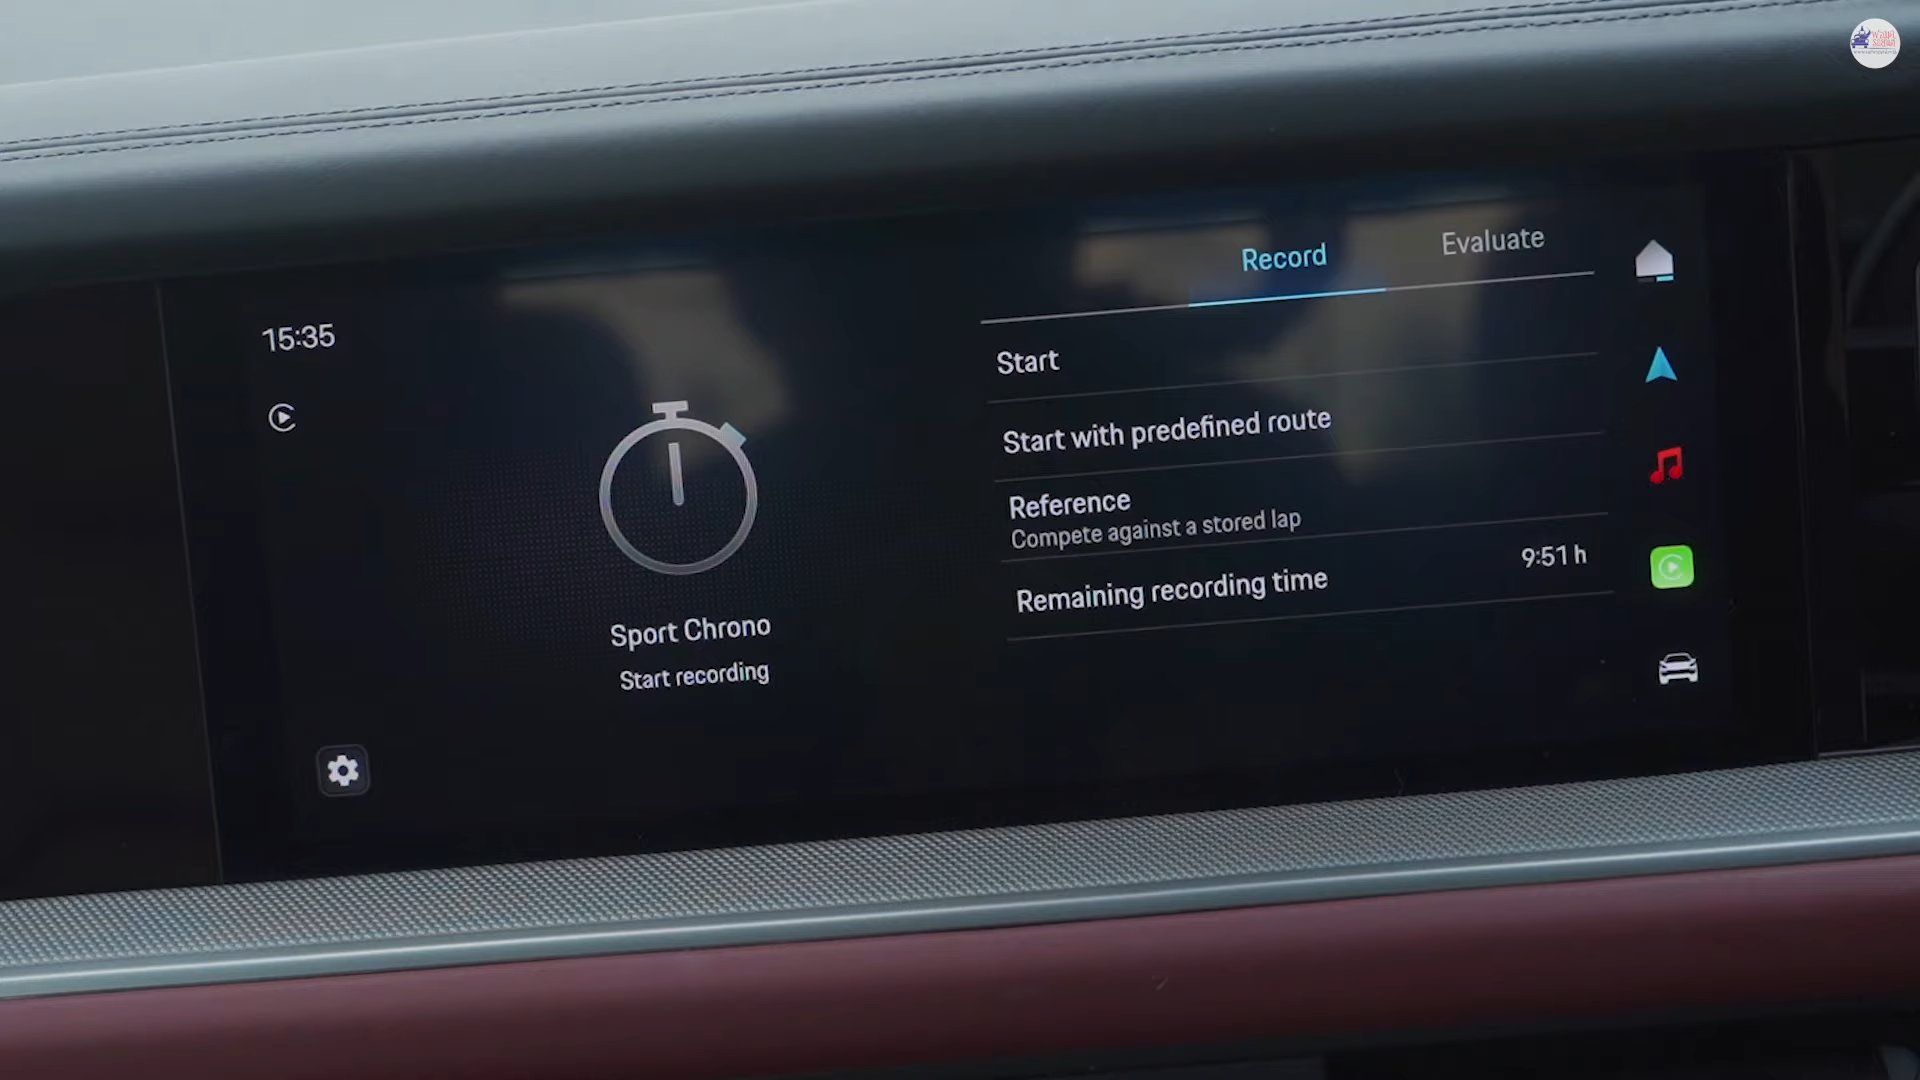 15:35
Record
Evaluate
Start
Start with predefined route
Reference
Compete against a stored lap
Remaining recording time
9:51 h
Sport Chrono
Start recording